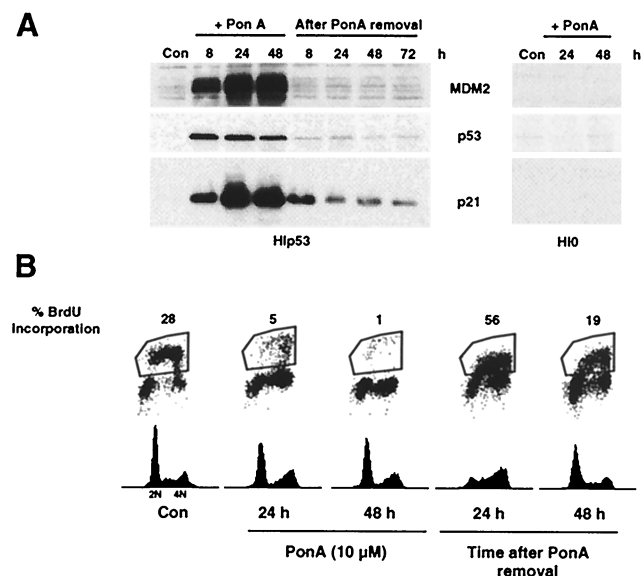 A
+ Pon A After PonA removal + PonA
Con 8 24 48 8 24 48 72 h Con 24 48 h
MDM2
p53
p21
HIp53 HI0
B
% BrdU 28 5 1 56 19
Incorporation
2N 4N
Con 24 h 48 h 24 h 48 h
PonA (10 µM) Time after PonA
removal